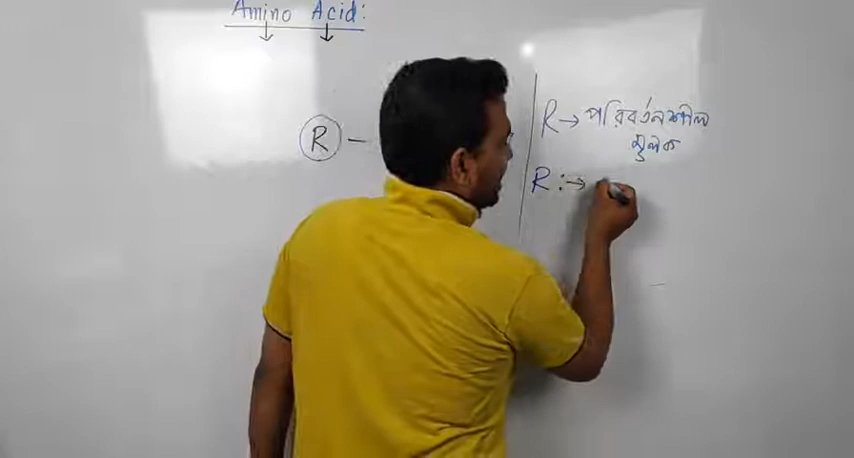 Amino Acid:
↓ ↓
R –
R → পরিবর্তনশীল
মূলক
R : →